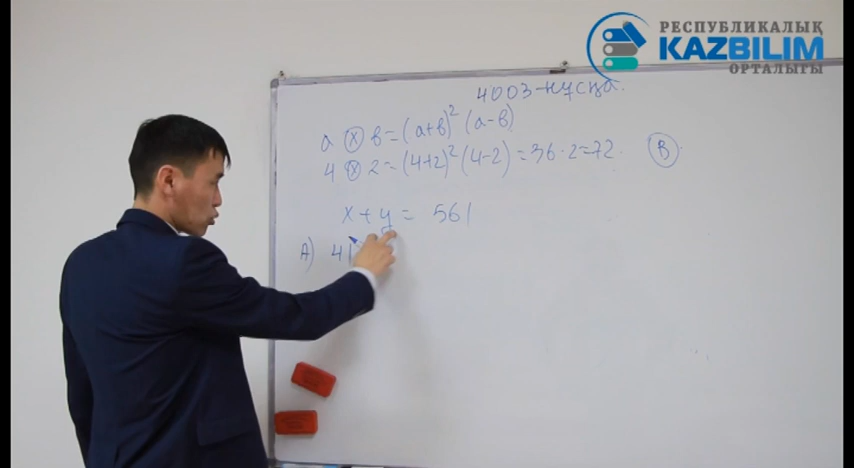 РЕСПУБЛИКАЛЫҚ
KAZBILIM
ОРТАЛЫҒЫ
4003-нұсқа.
a ⓧ b = (a+b)² (a-b)
4 ⓧ 2 = (4+2)² (4-2) = 36 · 2 = 72. Ⓑ
x + y = 561
A) 41